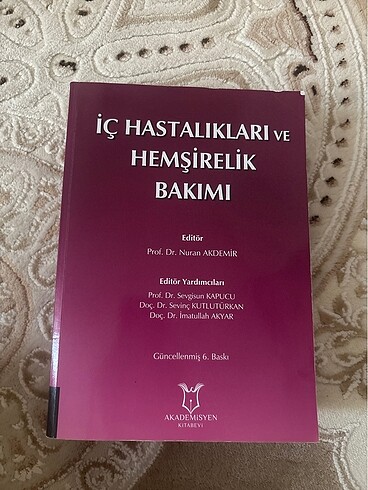 İÇ HASTALIKLARI VE
HEMŞİRELİK
BAKIMI
Editör
Prof. Dr. Nuran AKDEMİR
Editör Yardımcıları
Prof. Dr. Sevgisun KAPUCU
Doç. Dr. Sevinç KUTLUTÜRKAN
Doç. Dr. İmatullah AKYAR
Güncellenmiş 6. Baskı
AKADEMİSYEN
KİTABEVİ